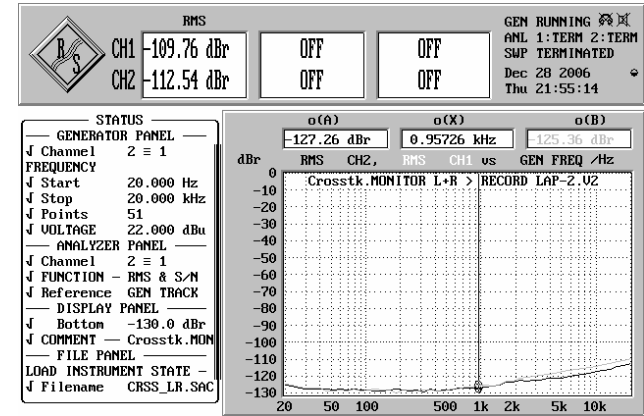 RMS
R&S
CH1 -109.76 dBr OFF OFF
CH2 -112.54 dBr OFF OFF
GEN RUNNING
ANL 1:TERM 2:TERM
SWP TERMINATED
Dec 28 2006
Thu 21:55:14
STATUS
GENERATOR PANEL
Channel 2 ≡ 1
FREQUENCY
Start 20.000 Hz
Stop 20.000 kHz
Points 51
VOLTAGE 22.000 dBu
ANALYZER PANEL
Channel 2 ≡ 1
FUNCTION - RMS & S/N
Reference GEN TRACK
DISPLAY PANEL
Bottom -130.0 dBr
COMMENT - Crosstk.MON
FILE PANEL
LOAD INSTRUMENT STATE -
Filename CRSS_LR.SAC
o(A) o(X) o(B)
-127.26 dBr 0.95726 kHz -125.36 dBr
dBr RMS CH2, RMS CH1 vs GEN FREQ /Hz
Crosstk.MONITOR L+R > RECORD LAP-2.V2
0
-10
-20
-30
-40
-50
-60
-70
-80
-90
-100
-110
-120
-130
20 50 100 500 1k 2k 5k 10k